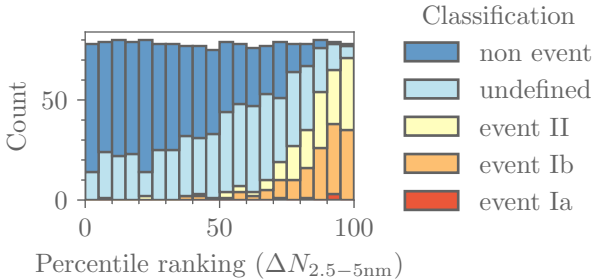 Classification
non event
undefined
event II
event Ib
event Ia
Count
50
0
0
50
100
Percentile ranking (ΔN2.5−5nm)